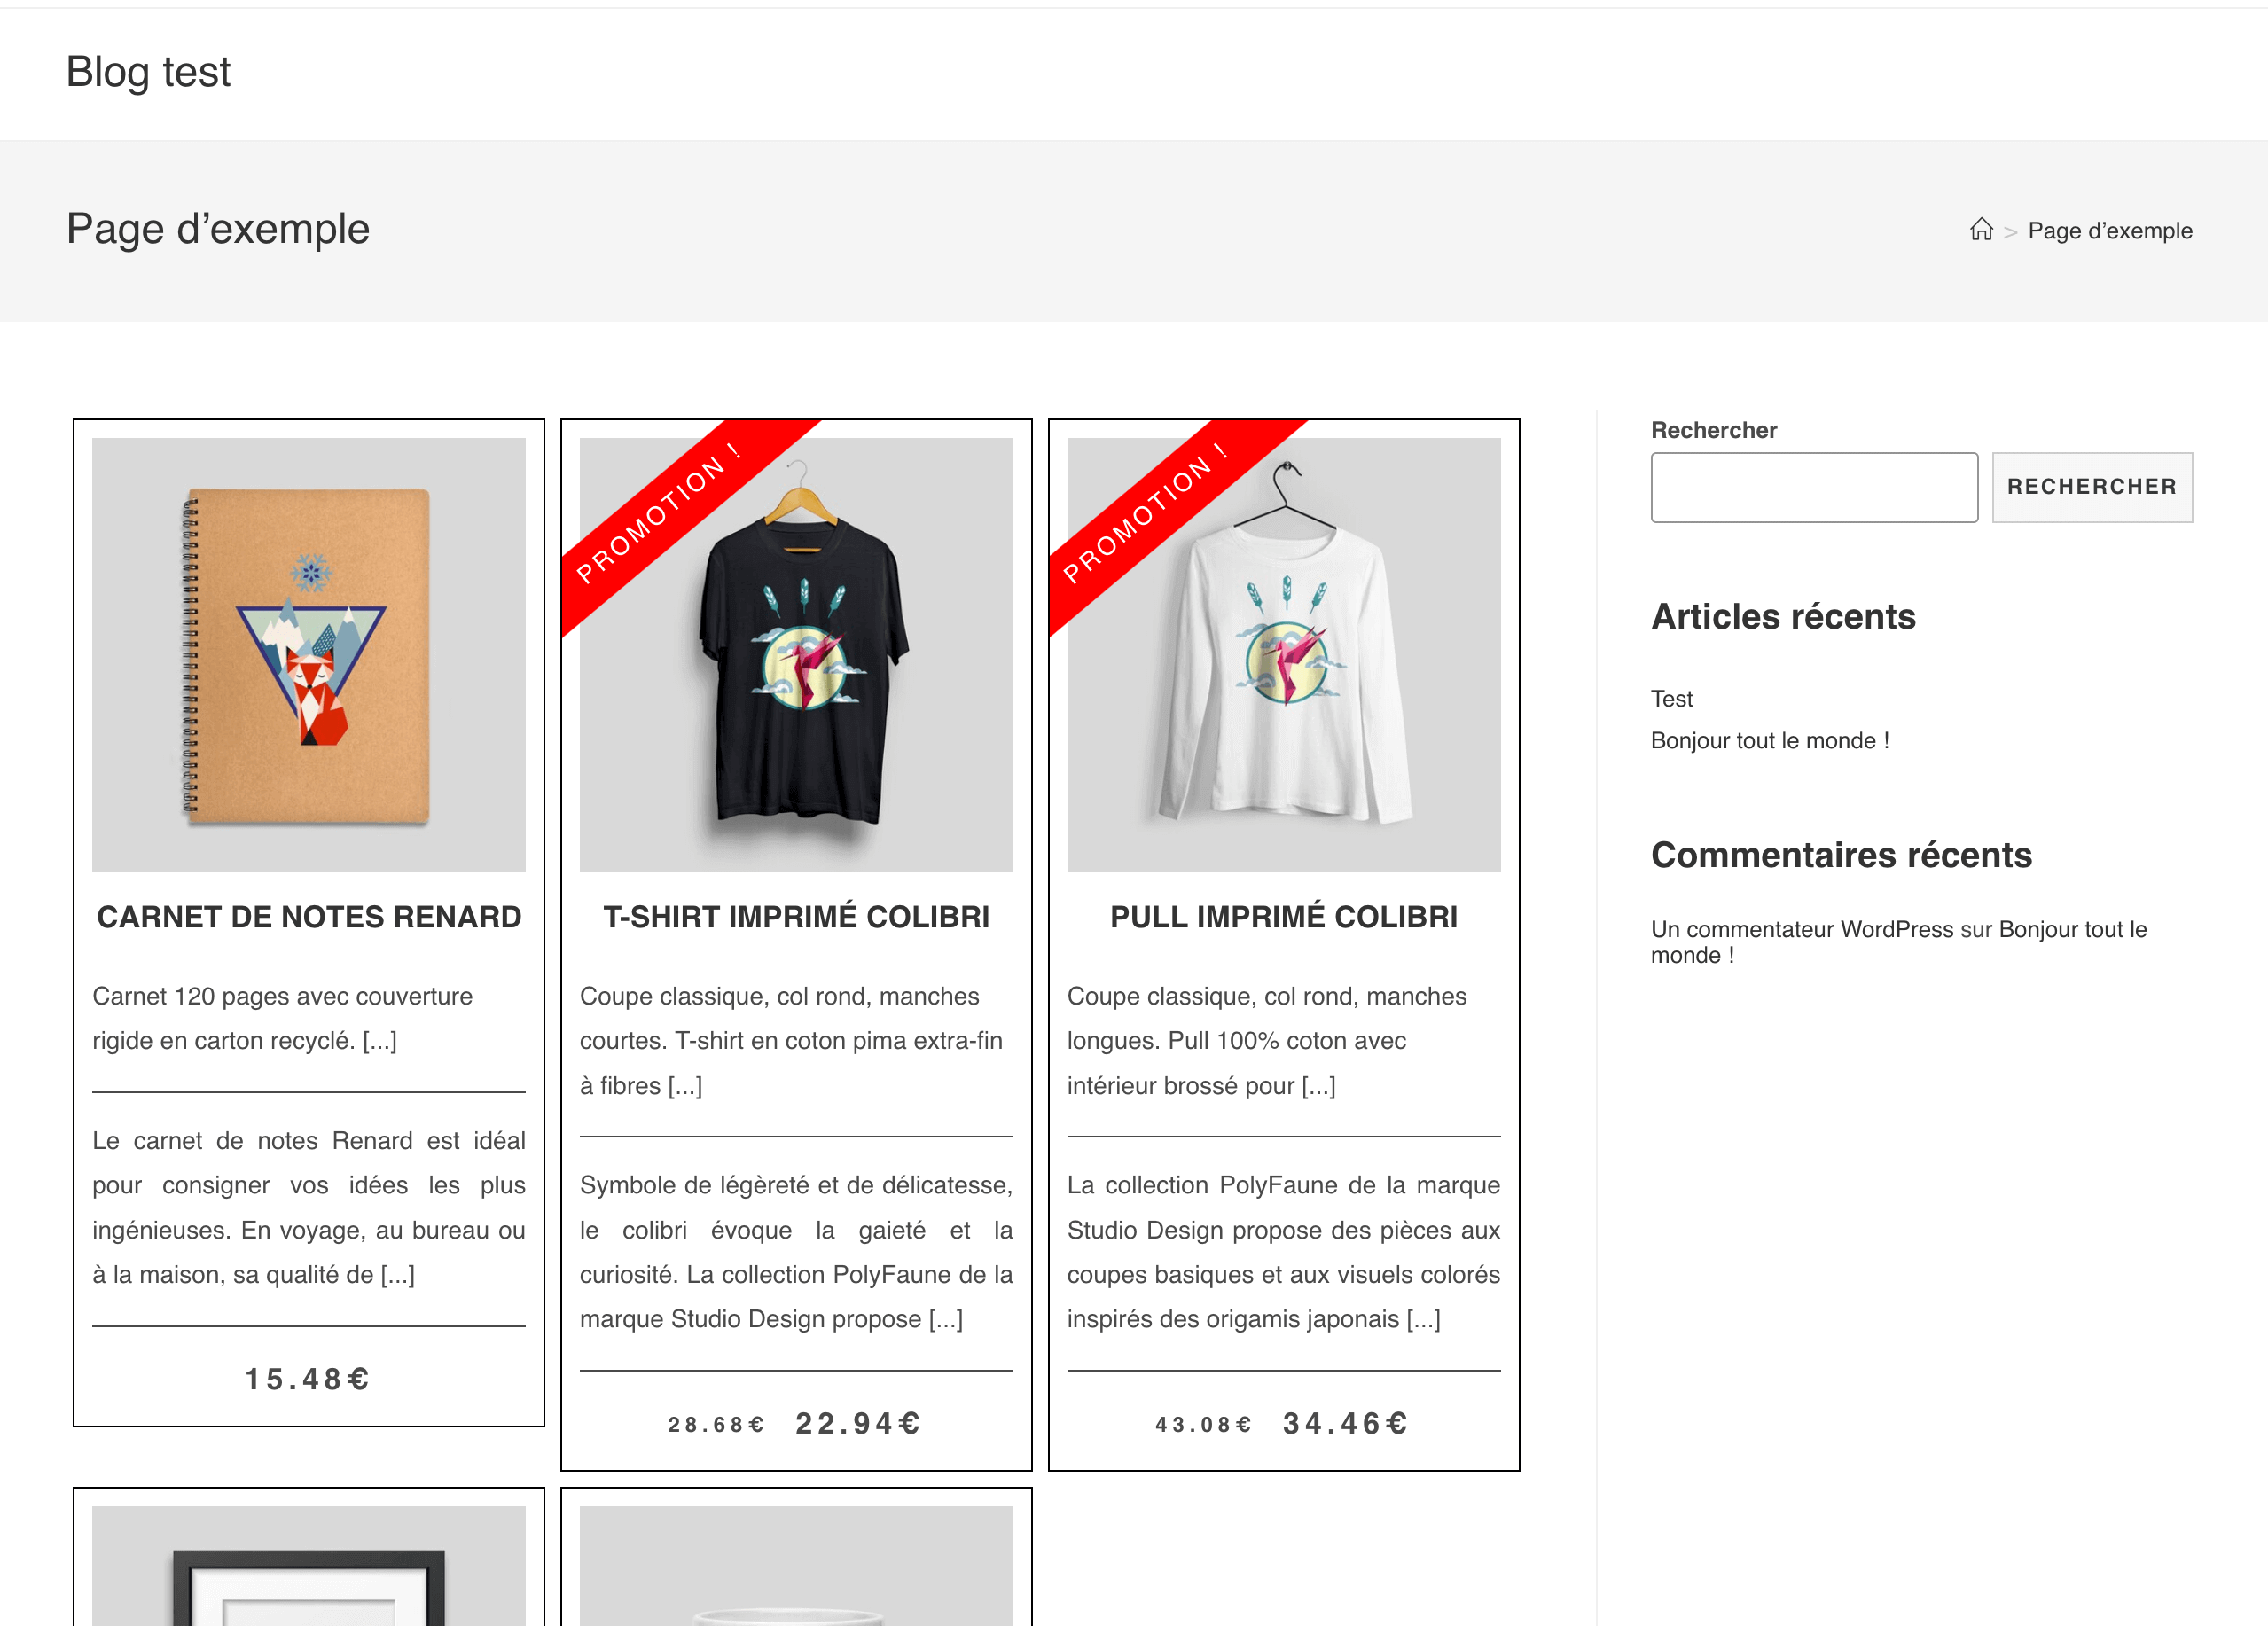 Blog test
Page d’exemple
> Page d’exemple
PROMOTION !
PROMOTION !
CARNET DE NOTES RENARD
Carnet 120 pages avec couverture
rigide en carton recyclé. [...]
Le carnet de notes Renard est idéal
pour consigner vos idées les plus
ingénieuses. En voyage, au bureau ou
à la maison, sa qualité de [...]
15.48€
T-SHIRT IMPRIMÉ COLIBRI
Coupe classique, col rond, manches
courtes. T-shirt en coton pima extra-fin
à fibres [...]
Symbole de légèreté et de délicatesse,
le colibri évoque la gaieté et la
curiosité. La collection PolyFaune de la
marque Studio Design propose [...]
28.68€ 22.94€
PULL IMPRIMÉ COLIBRI
Coupe classique, col rond, manches
longues. Pull 100% coton avec
intérieur brossé pour [...]
La collection PolyFaune de la marque
Studio Design propose des pièces aux
coupes basiques et aux visuels colorés
inspirés des origamis japonais [...]
43.08€ 34.46€
Rechercher
RECHERCHER
Articles récents
Test
Bonjour tout le monde !
Commentaires récents
Un commentateur WordPress sur Bonjour tout le
monde !